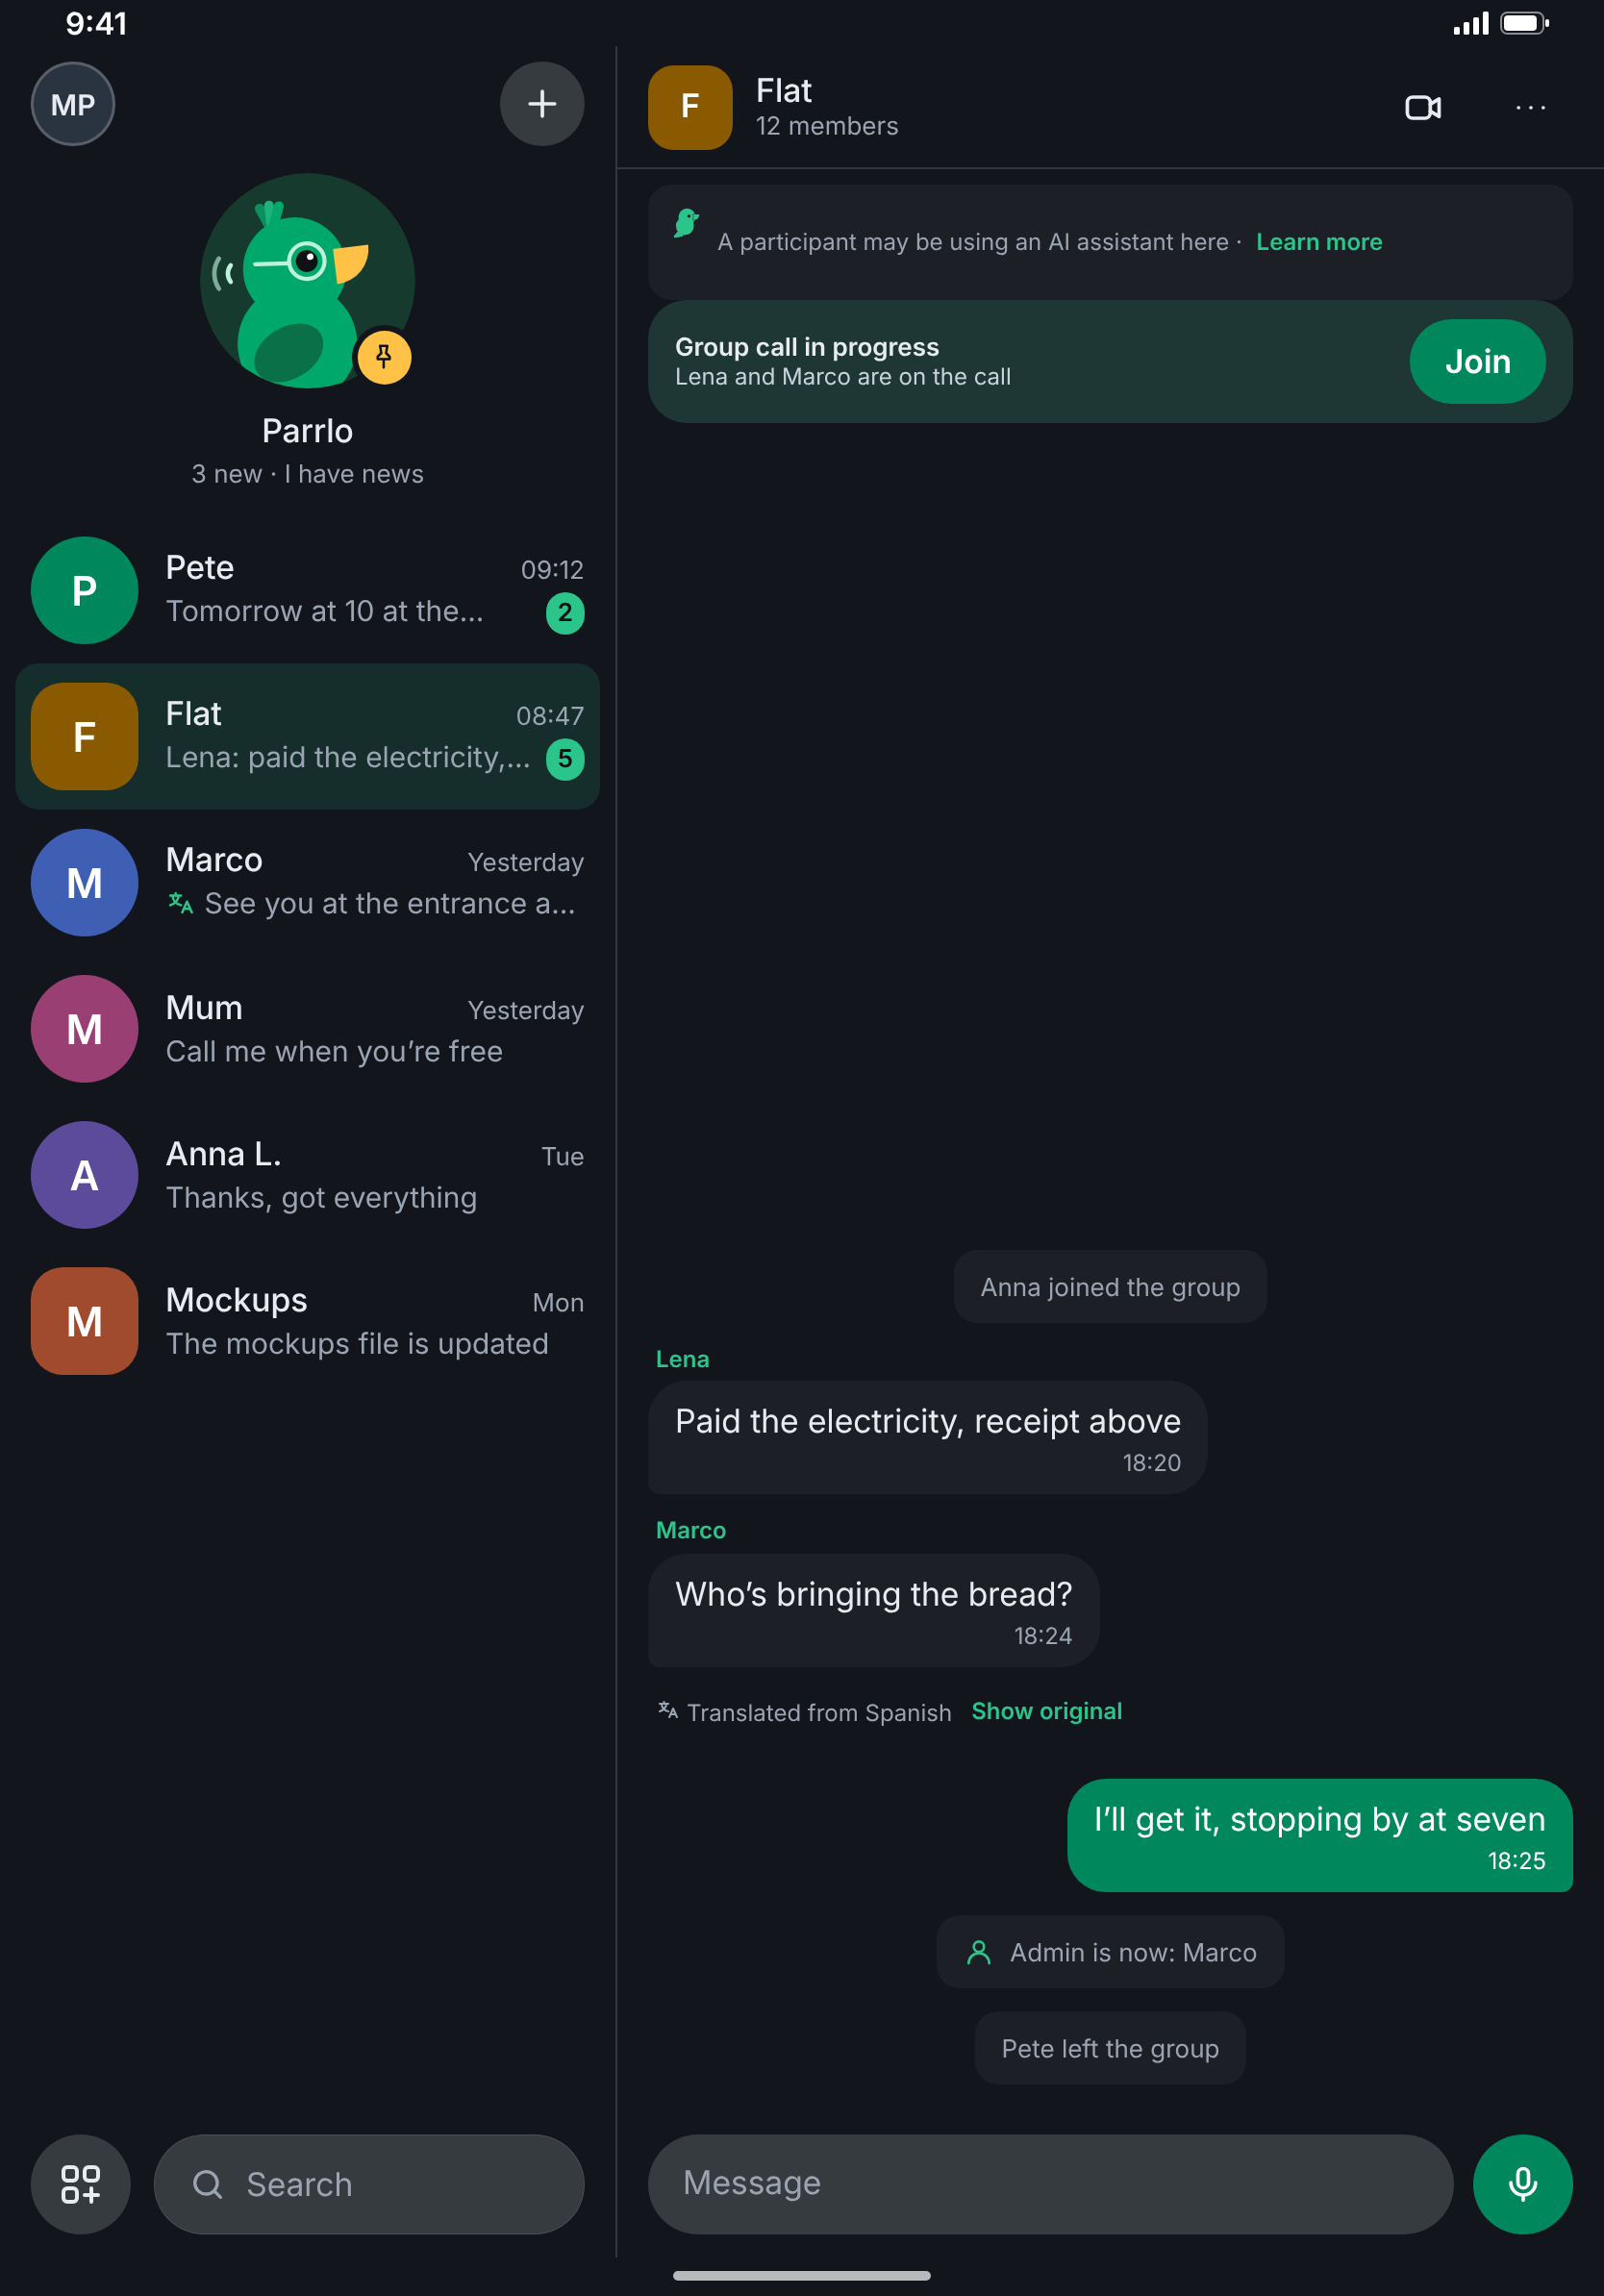 9:41
MP
Parrlo
3 new · I have news
P
Pete
09:12
Tomorrow at 10 at the...
2
F
Flat
08:47
Lena: paid the electricity,...
5
M
Marco
Yesterday
See you at the entrance a...
M
Mum
Yesterday
Call me when you’re free
A
Anna L.
Tue
Thanks, got everything
M
Mockups
Mon
The mockups file is updated
Search
F
Flat
12 members
A participant may be using an AI assistant here · Learn more
Group call in progress
Lena and Marco are on the call
Join
Anna joined the group
Lena
Paid the electricity, receipt above
18:20
Marco
Who’s bringing the bread?
18:24
Translated from Spanish Show original
I’ll get it, stopping by at seven
18:25
Admin is now: Marco
Pete left the group
Message